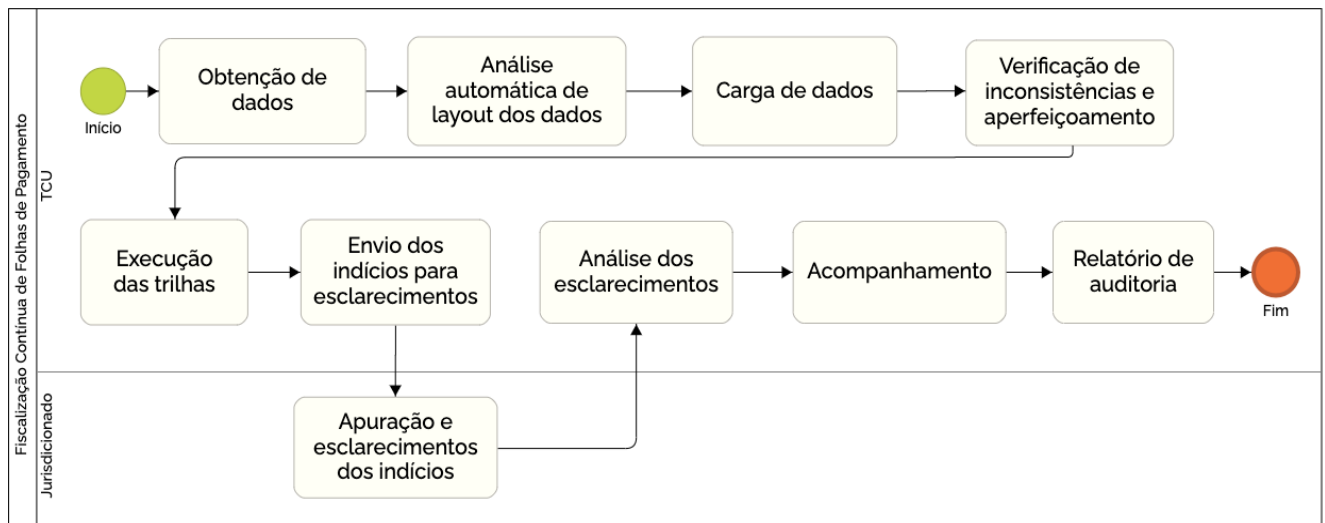 Fiscalização Contínua de Folhas de Pagamento
TCU
Início
Obtenção de
dados
Análise
automática de
layout dos dados
Carga de dados
Verificação de
inconsistências e
aperfeiçoamento
Execução
das trilhas
Envio dos
indícios para
esclarecimentos
Análise dos
esclarecimentos
Acompanhamento
Relatório de
auditoria
Fim
Jurisdicionado
Apuração e
esclarecimentos
dos indícios